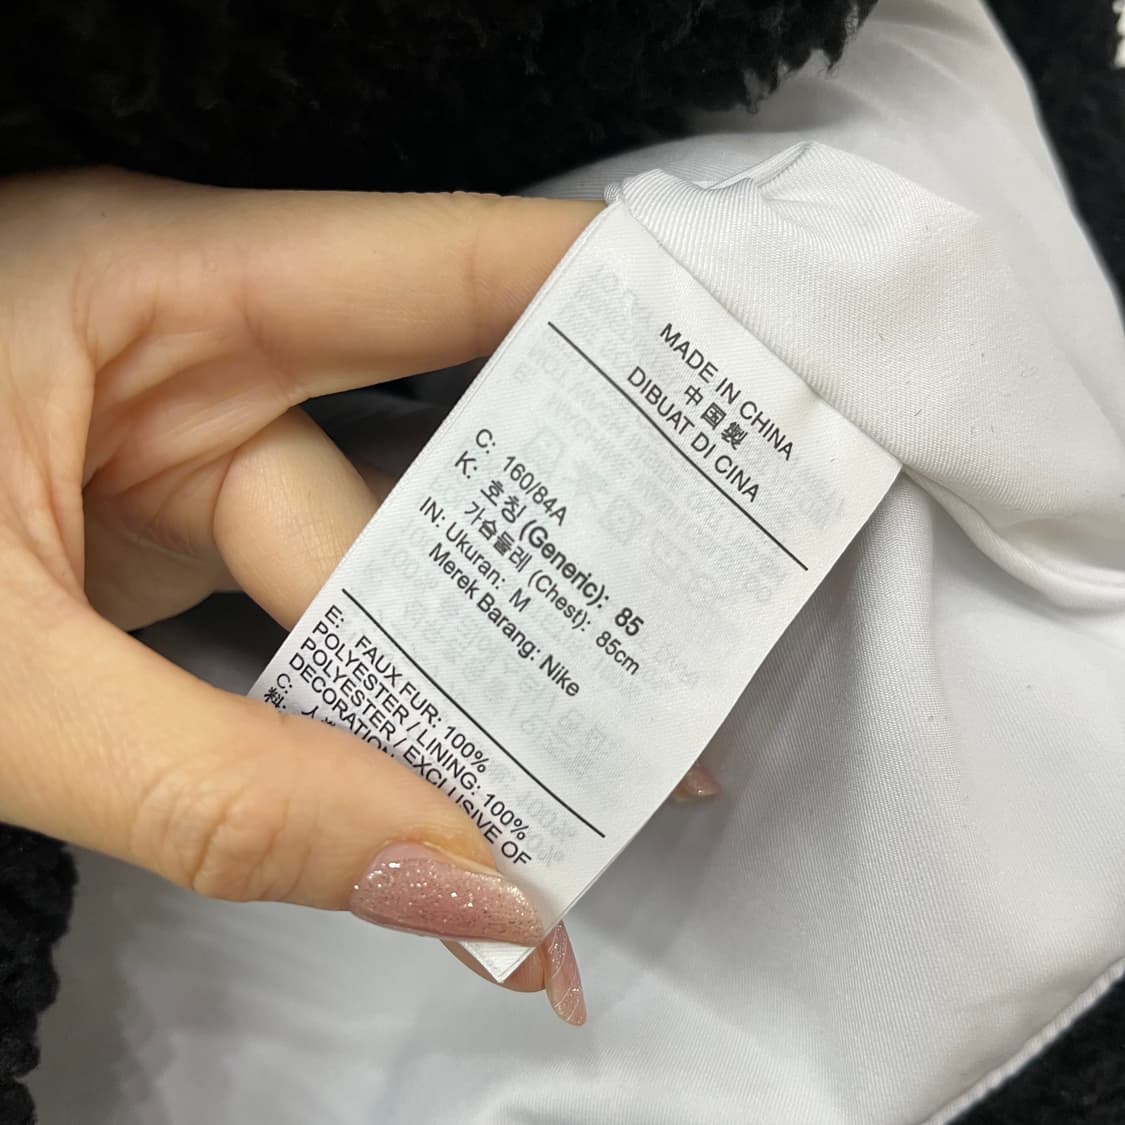 MADE IN CHINA
中国製
DIBUAT DI CINA
C: 160/84A
K: 호칭 (Generic): 85
가슴둘레 (Chest): 85cm
IN: Ukuran: M
Merek Barang: Nike
E: FAUX FUR: 100%
POLYESTER / LINING: 100%
POLYESTER / EXCLUSIVE OF
DECORATION
C:
料: